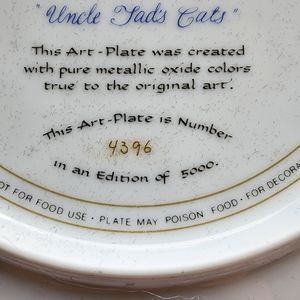 "Uncle Tad's Cats"
This Art-Plate was created
with pure metallic oxide colors
true to the original art.
This Art-Plate is Number
4396
in an Edition of 5000.
NOT FOR FOOD USE · PLATE MAY POISON FOOD · FOR DECORA